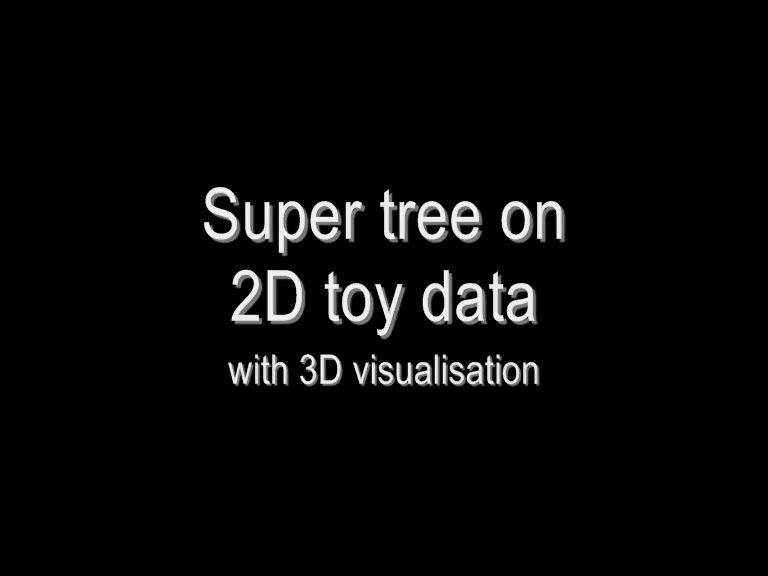 Super tree on
2D toy data
with 3D visualisation